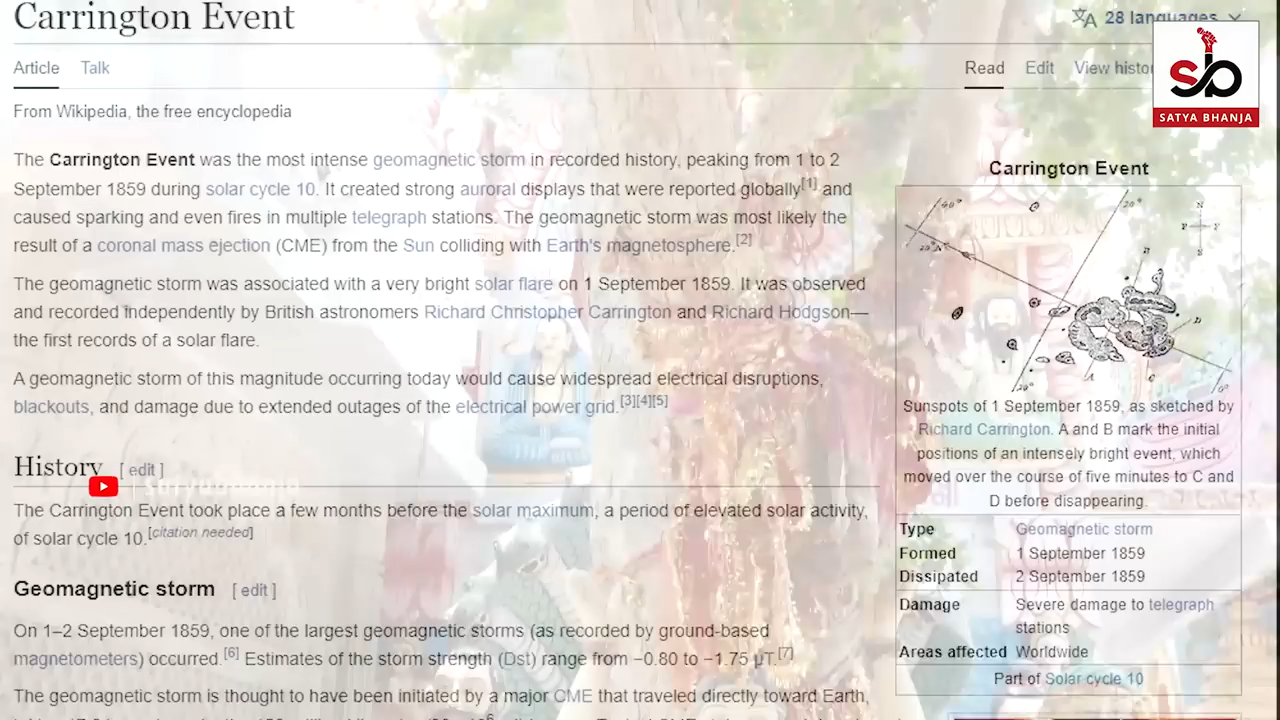 Carrington Event
28 languages
Article Talk
Read Edit View histo
SATYA BHANJA
From Wikipedia, the free encyclopedia
The Carrington Event was the most intense geomagnetic storm in recorded history, peaking from 1 to 2
September 1859 during solar cycle 10. It created strong auroral displays that were reported globally[1] and
caused sparking and even fires in multiple telegraph stations. The geomagnetic storm was most likely the
result of a coronal mass ejection (CME) from the Sun colliding with Earth's magnetosphere.[2]
The geomagnetic storm was associated with a very bright solar flare on 1 September 1859. It was observed
and recorded independently by British astronomers Richard Christopher Carrington and Richard Hodgson—
the first records of a solar flare.
A geomagnetic storm of this magnitude occurring today would cause widespread electrical disruptions,
blackouts, and damage due to extended outages of the electrical power grid.[3][4][5]
History [ edit ]
The Carrington Event took place a few months before the solar maximum, a period of elevated solar activity,
of solar cycle 10.[citation needed]
Geomagnetic storm [ edit ]
On 1–2 September 1859, one of the largest geomagnetic storms (as recorded by ground-based
magnetometers) occurred.[6] Estimates of the storm strength (Dst) range from −0.80 to −1.75 μT.[7]
The geomagnetic storm is thought to have been initiated by a major CME that traveled directly toward Earth,
Carrington Event
Sunspots of 1 September 1859, as sketched by
Richard Carrington. A and B mark the initial
positions of an intensely bright event, which
moved over the course of five minutes to C and
D before disappearing.
Type Geomagnetic storm
Formed 1 September 1859
Dissipated 2 September 1859
Damage Severe damage to telegraph
stations
Areas affected Worldwide
Part of Solar cycle 10